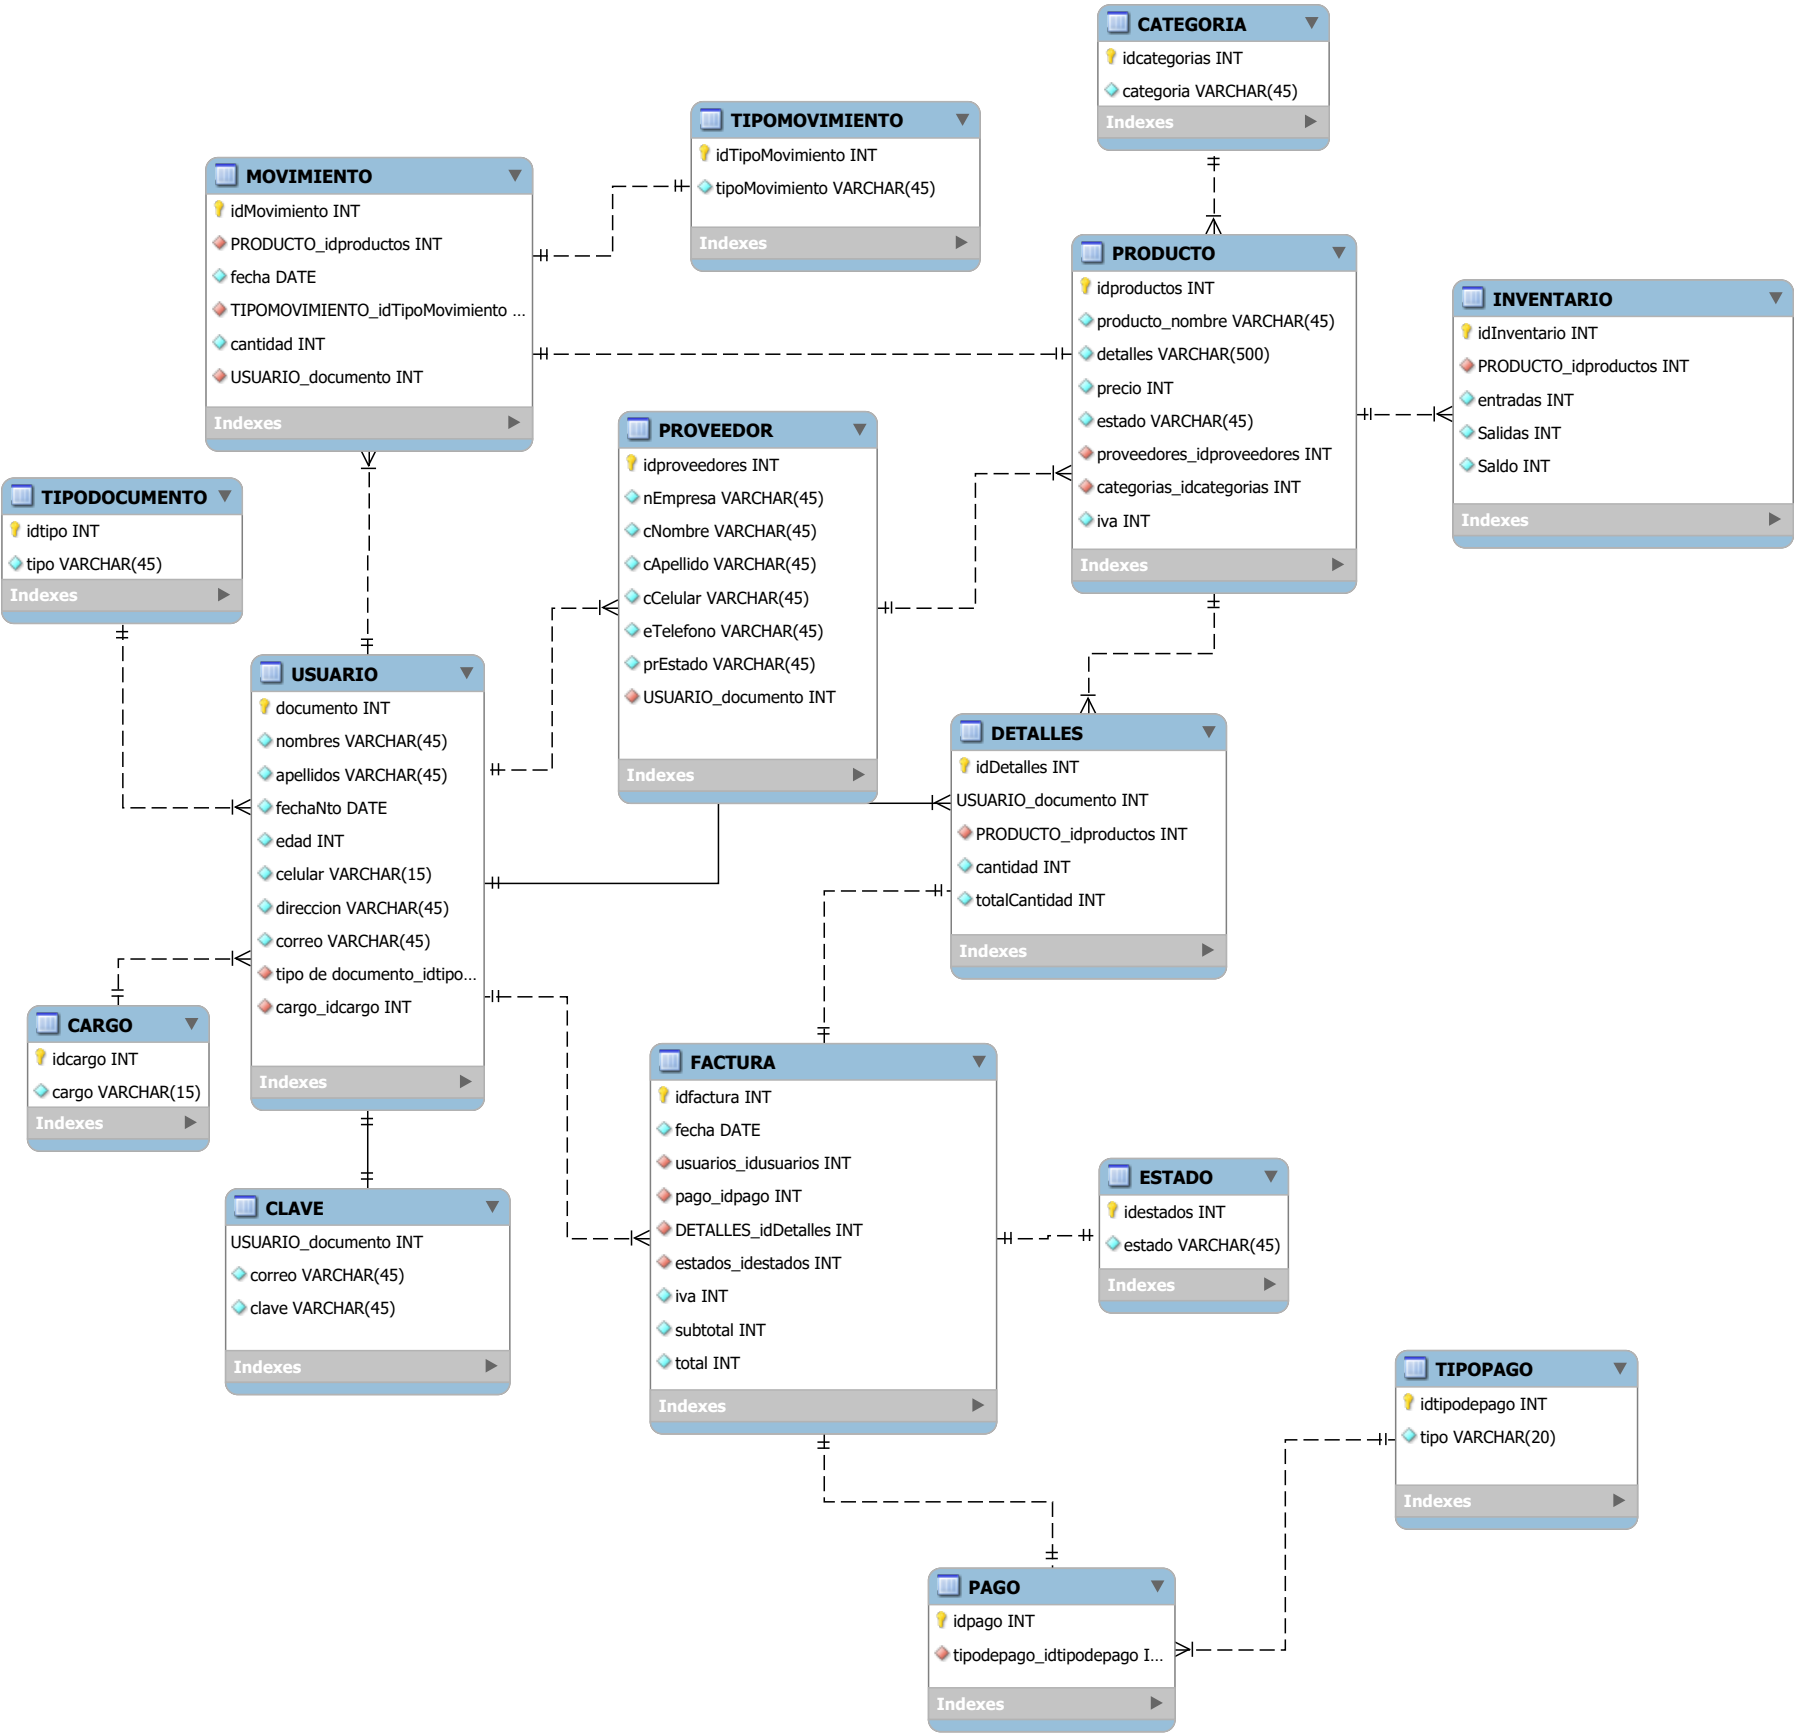 CATEGORIA
idcategorias INT
categoria VARCHAR(45)
Indexes
TIPOMOVIMIENTO
idTipoMovimiento INT
tipoMovimiento VARCHAR(45)
Indexes
MOVIMIENTO
idMovimiento INT
PRODUCTO_idproductos INT
fecha DATE
TIPOMOVIMIENTO_idTipoMovimiento ...
cantidad INT
USUARIO_documento INT
Indexes
PRODUCTO
idproductos INT
producto_nombre VARCHAR(45)
detalles VARCHAR(500)
precio INT
estado VARCHAR(45)
proveedores_idproveedores INT
categorias_idcategorias INT
iva INT
Indexes
INVENTARIO
idInventario INT
PRODUCTO_idproductos INT
entradas INT
Salidas INT
Saldo INT
Indexes
PROVEEDOR
idproveedores INT
nEmpresa VARCHAR(45)
cNombre VARCHAR(45)
cApellido VARCHAR(45)
cCelular VARCHAR(45)
eTelefono VARCHAR(45)
prEstado VARCHAR(45)
USUARIO_documento INT
Indexes
TIPODOCUMENTO
idtipo INT
tipo VARCHAR(45)
Indexes
USUARIO
documento INT
nombres VARCHAR(45)
apellidos VARCHAR(45)
fechaNto DATE
edad INT
celular VARCHAR(15)
direccion VARCHAR(45)
correo VARCHAR(45)
tipo de documento_idtipo...
cargo_idcargo INT
Indexes
DETALLES
idDetalles INT
USUARIO_documento INT
PRODUCTO_idproductos INT
cantidad INT
totalCantidad INT
Indexes
CARGO
idcargo INT
cargo VARCHAR(15)
Indexes
FACTURA
idfactura INT
fecha DATE
usuarios_idusuarios INT
pago_idpago INT
DETALLES_idDetalles INT
estados_idestados INT
iva INT
subtotal INT
total INT
Indexes
ESTADO
idestados INT
estado VARCHAR(45)
Indexes
CLAVE
USUARIO_documento INT
correo VARCHAR(45)
clave VARCHAR(45)
Indexes
TIPOPAGO
idtipodepago INT
tipo VARCHAR(20)
Indexes
PAGO
idpago INT
tipodepago_idtipodepago I...
Indexes